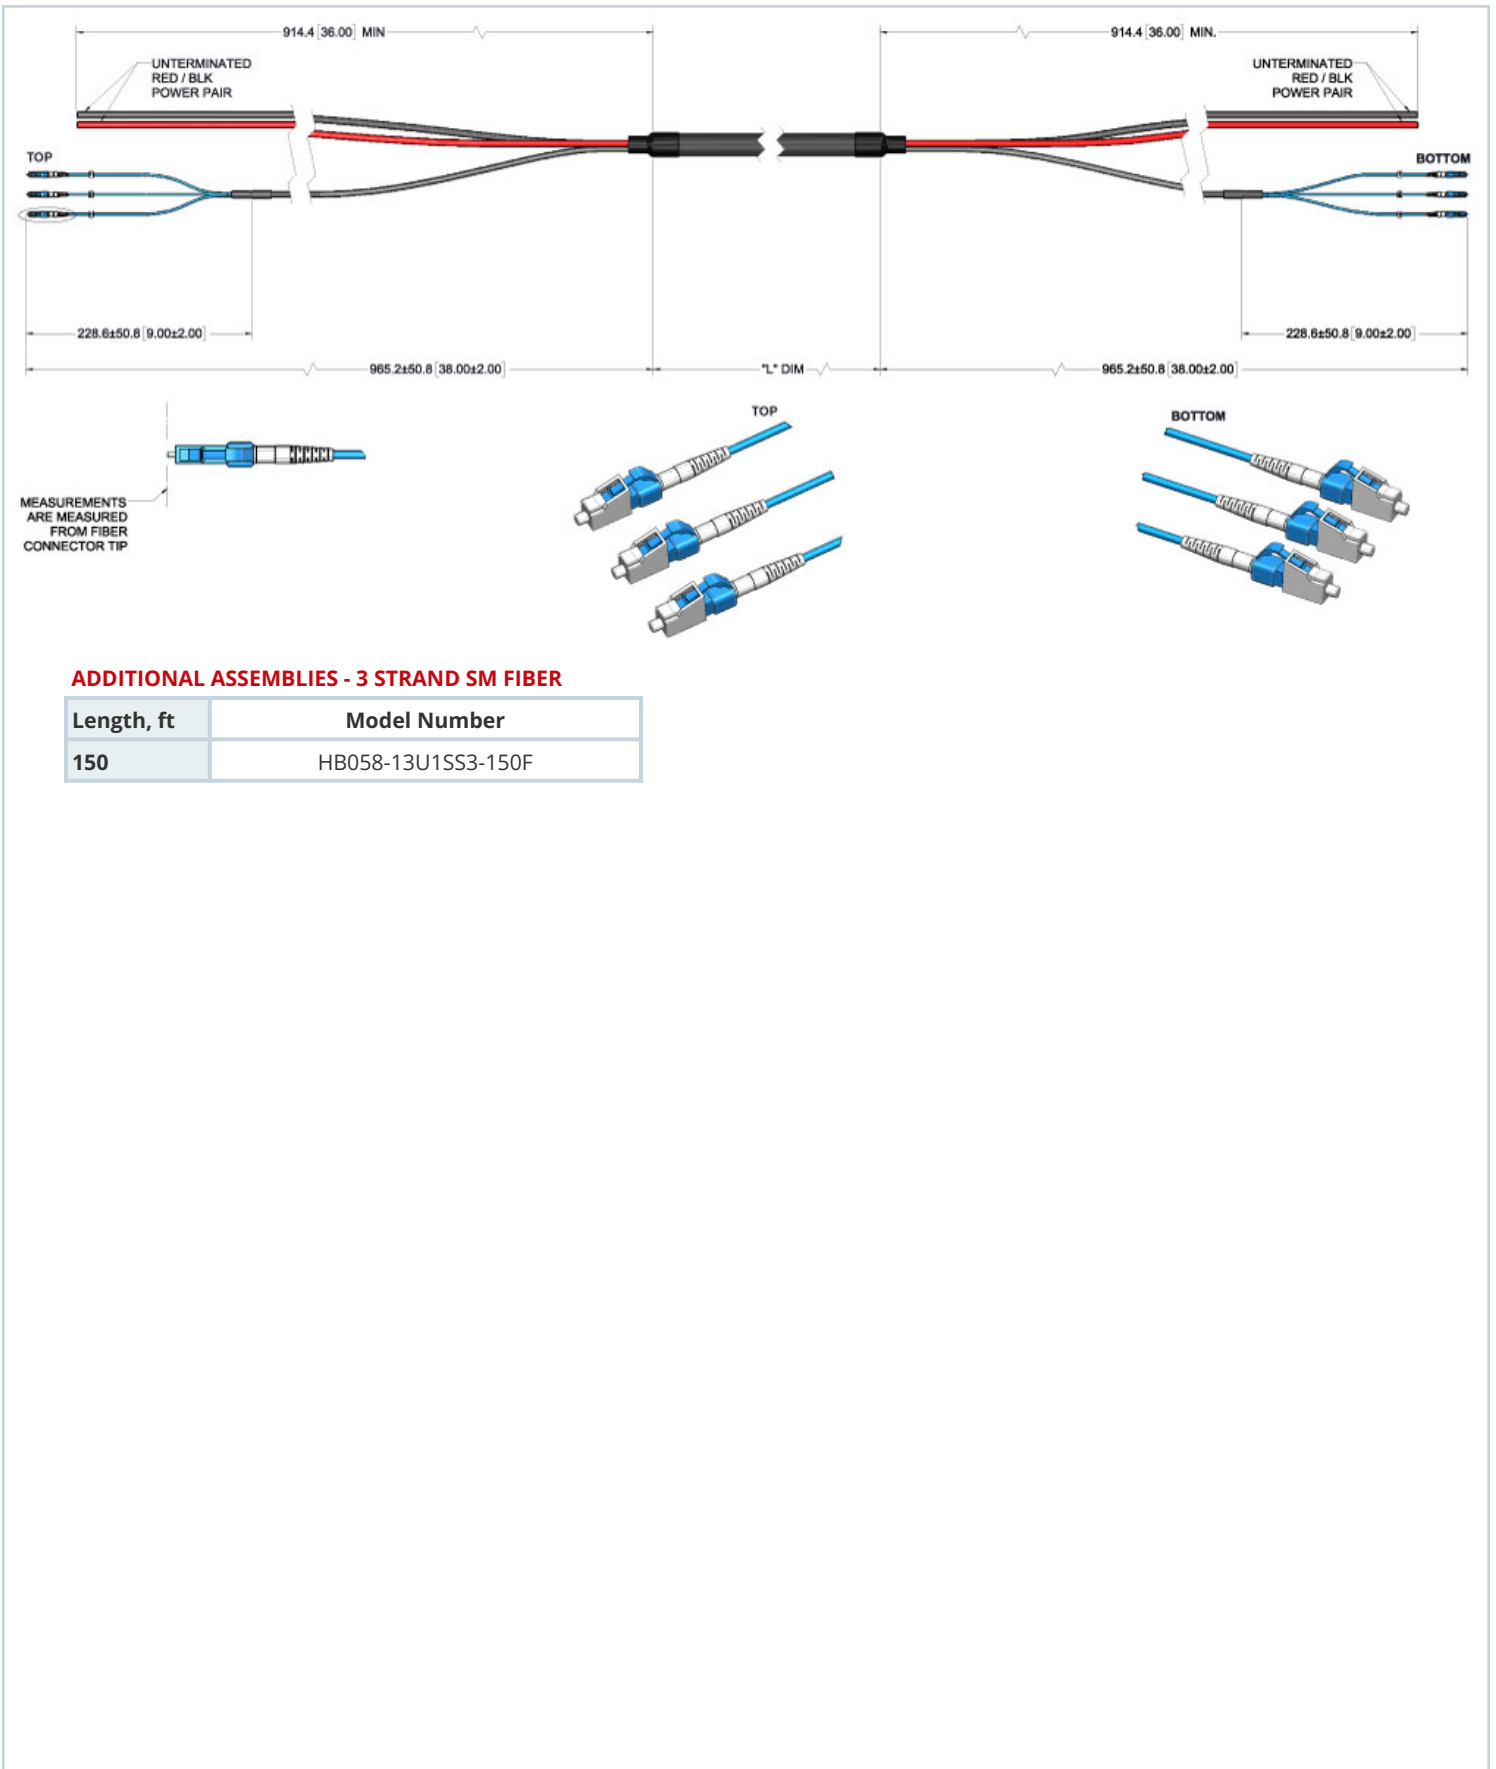 914.4 [36.00] MIN
914.4 [36.00] MIN.
UNTERMINATED
RED / BLK
POWER PAIR
UNTERMINATED
RED / BLK
POWER PAIR
TOP
BOTTOM
228.6±50.8 [9.00±2.00]
228.6±50.8 [9.00±2.00]
965.2±50.8 [38.00±2.00]
"L" DIM
965.2±50.8 [38.00±2.00]
TOP
BOTTOM
MEASUREMENTS
ARE MEASURED
FROM FIBER
CONNECTOR TIP
ADDITIONAL ASSEMBLIES - 3 STRAND SM FIBER
Length, ft Model Number
150 HB058-13U1SS3-150F